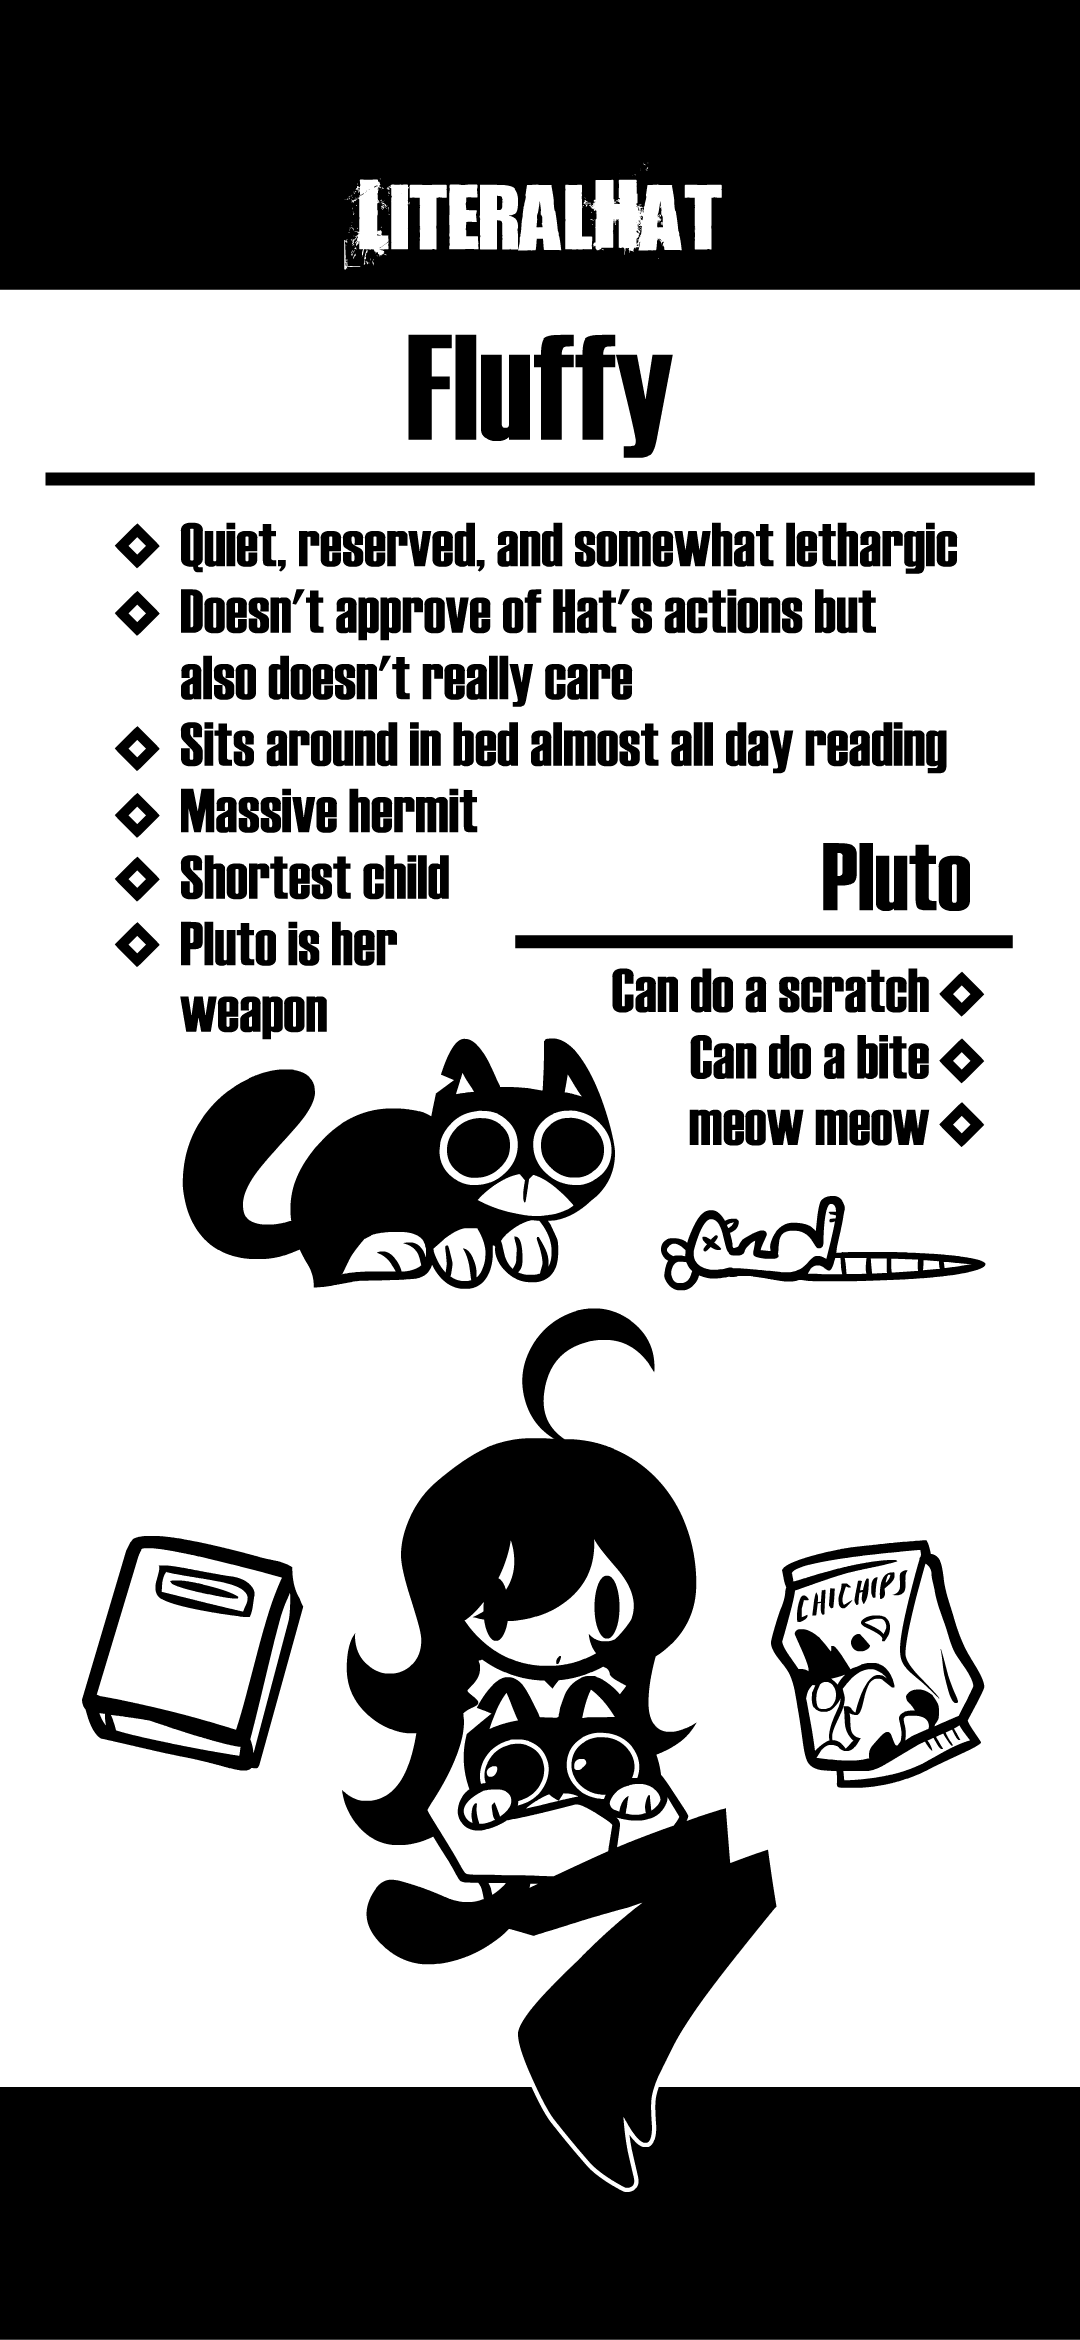 LITERALHAT
Fluffy
Quiet, reserved, and somewhat lethargic
Doesn't approve of Hat's actions but
also doesn't really care
Sits around in bed almost all day reading
Massive hermit
Shortest child
Pluto is her
weapon
Pluto
Can do a scratch
Can do a bite
meow meow
CHICHIPS